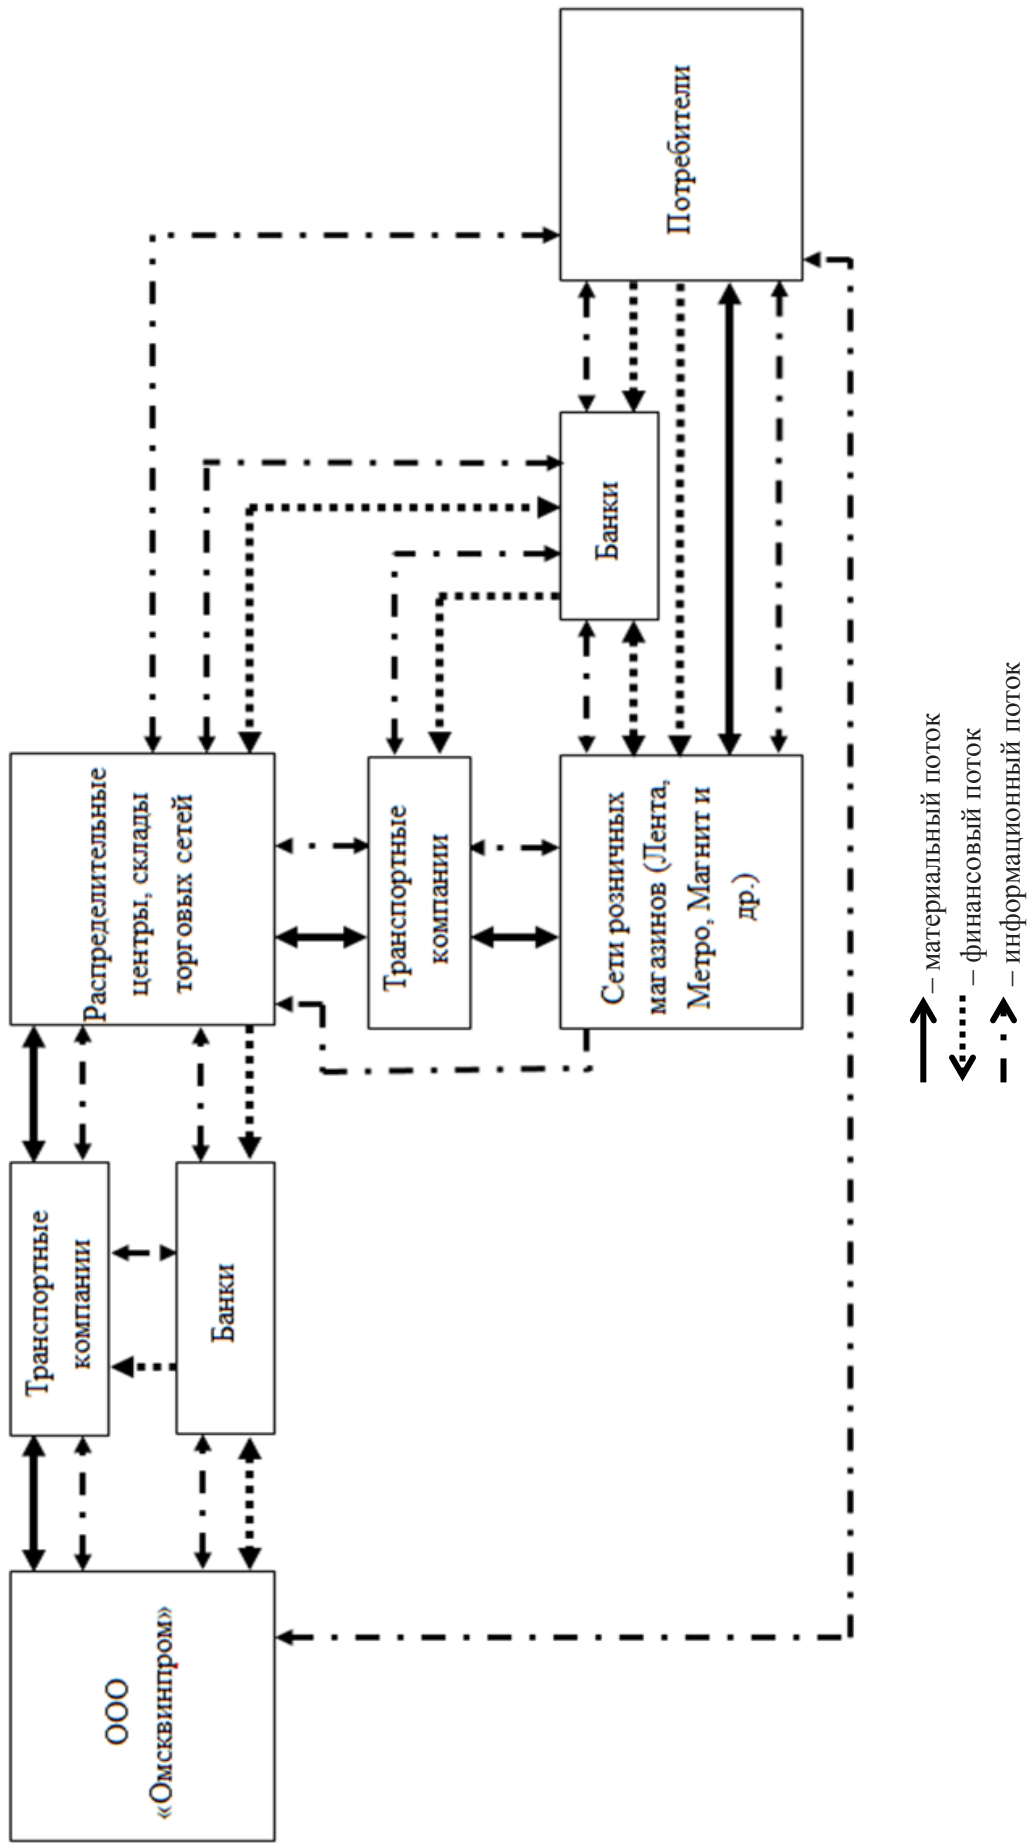 ООО
«Омсквинпром»
Транспортные
компании
Банки
Распределительные
центры, склады
торговых сетей
Транспортные
компании
Сети розничных
магазинов (Лента,
Метро, Магнит и
др.)
Банки
Потребители
– материальный поток
– финансовый поток
– информационный поток